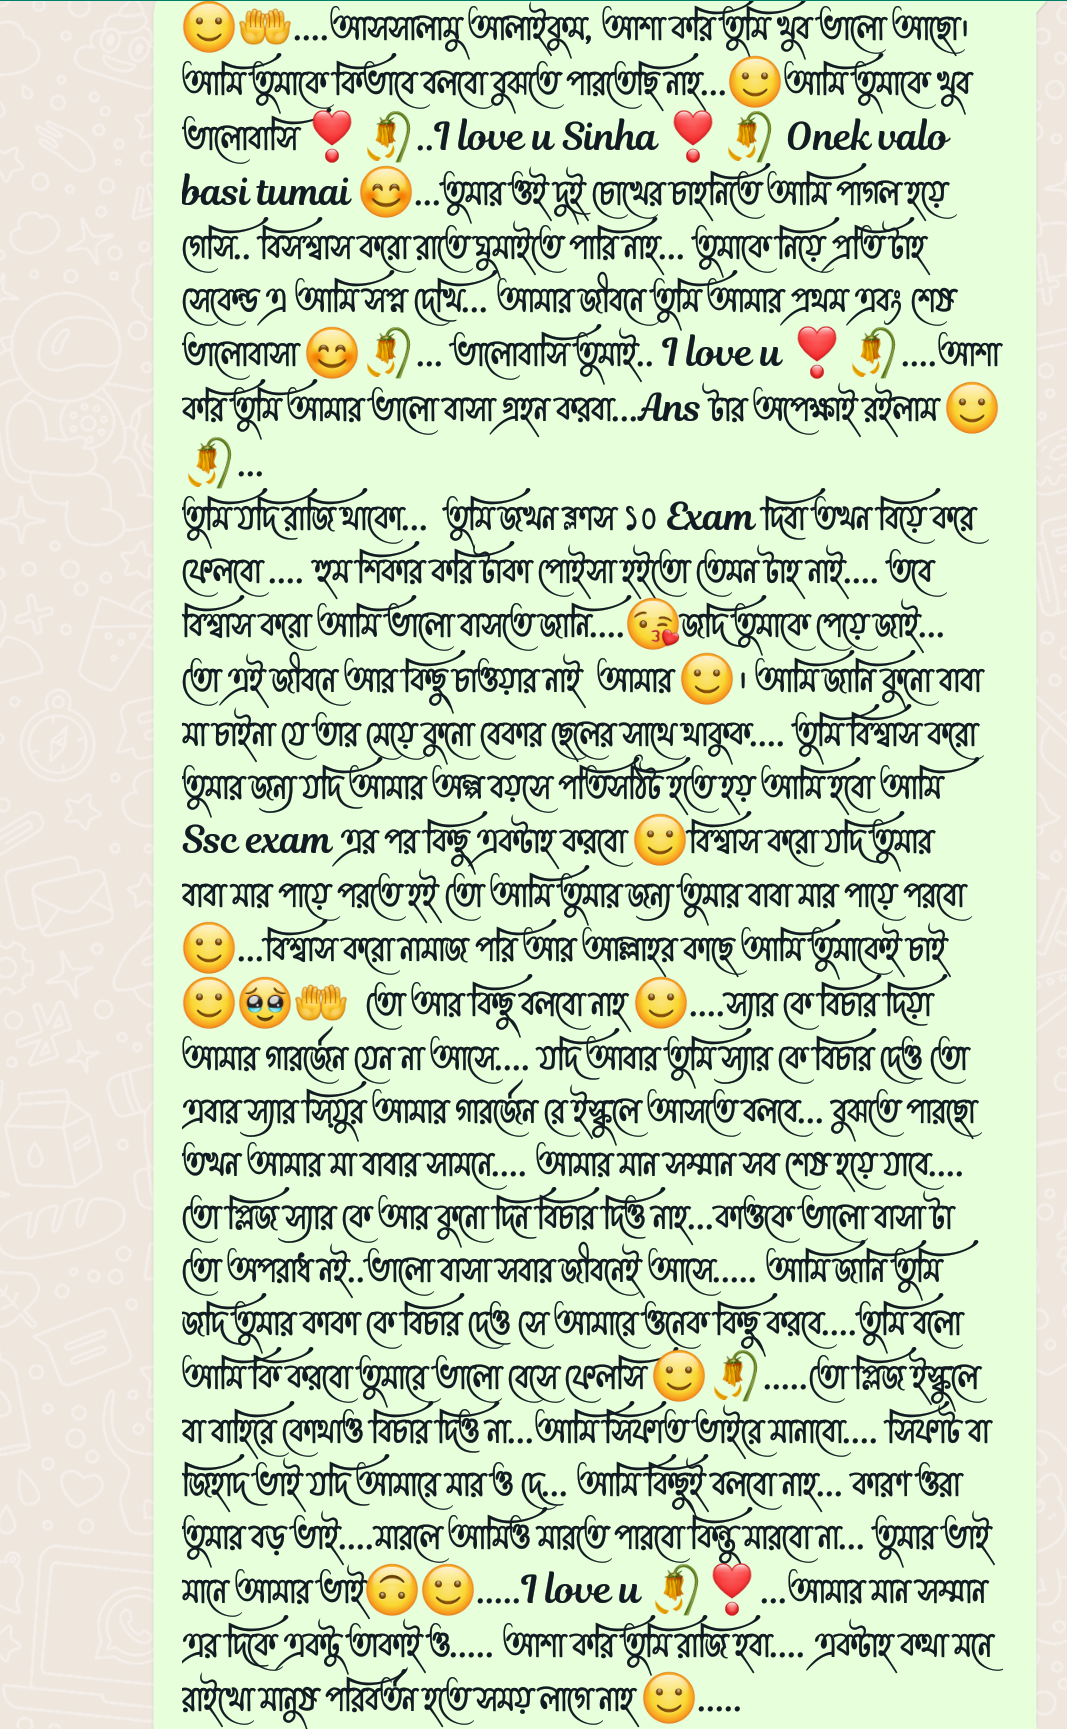 🙂🤲....আসসালামু আলাইকুম, আশা করি তুমি খুব ভালো আছো।
আমি তুমাকে কিভাবে বলবো বুঝতে পারতেছি নাহ...🙂আমি তুমাকে খুব
ভালোবাসি ❣️🥀..I love u Sinha ❣️🥀 Onek valo
basi tumai 😊...তুমার ওই দুই চোখের চাহনিতে আমি পাগল হয়ে
গেসি.. বিসশ্বাস করো রাতে ঘুমাইতে পারি নাহ... তুমাকে নিয়ে প্রতি টাহ
সেকেন্ড এ আমি সপ্ন দেখি... আমার জীবনে তুমি আমার প্রথম এবং শেষ
ভালোবাসা 😊🥀... ভালোবাসি তুমাই.. I love u ❣️🥀....আশা
করি তুমি আমার ভালো বাসা গ্রহন করবা...Ans টার অপেক্ষাই রইলাম 🙂
🥀...
তুমি যদি রাজি থাকো... তুমি জখন ক্লাস ১০ Exam দিবা তখন বিয়ে করে
ফেলবো .... হুম শিকার করি টাকা পোইসা হইতো তেমন টাহ নাই.... তবে
বিশ্বাস করো আমি ভালো বাসতে জানি....😘জদি তুমাকে পেয়ে জাই...
তো এই জীবনে আর কিছু চাওয়ার নাই আমার 🙂। আমি জানি কুনো বাবা
মা চাইনা যে তার মেয়ে কুনো বেকার ছেলের সাথে থাকুক.... তুমি বিশ্বাস করো
তুমার জন্য যদি আমার অল্প বয়সে পতিসঠিট হতে হয় আমি হবো আমি
Ssc exam এর পর কিছু একটাহ করবো 🙂বিশ্বাস করো যদি তুমার
বাবা মার পায়ে পরতে হই তো আমি তুমার জন্য তুমার বাবা মার পায়ে পরবো
🙂...বিশ্বাস করো নামাজ পরি আর আল্লাহর কাছে আমি তুমাকেই চাই
🙂🥹🤲 তো আর কিছু বলবো নাহ 🙂....স্যার কে বিচার দিয়া
আমার গারর্জেন যেন না আসে.... যদি আবার তুমি স্যার কে বিচার দেও তো
এবার স্যার সিয়ুর আমার গারর্জেন রে ইস্কুলে আসতে বলবে... বুঝতে পারছো
তখন আমার মা বাবার সামনে.... আমার মান সম্মান সব শেষ হয়ে যাবে....
তো প্লিজ স্যার কে আর কুনো দিন বিচার দিও নাহ...কাওকে ভালো বাসা টা
তো অপরাধ নই..ভালো বাসা সবার জীবনেই আসে..... আমি জানি তুমি
জদি তুমার কাকা কে বিচার দেও সে আমারে ওনেক কিছু করবে....তুমি বলো
আমি কি করবো তুমারে ভালো বেসে ফেলসি 🙂🥀.....তো প্লিজ ইস্কুলে
বা বাহিরে কোথাও বিচার দিও না...আমি সিফাত ভাইরে মানাবো.... সিফাট বা
জিহাদ ভাই যদি আমারে মার ও দে... আমি কিছুই বলবো নাহ... কারণ ওরা
তুমার বড় ভাই....মারলে আমিও মারতে পারবো কিন্তু মারবো না... তুমার ভাই
মানে আমার ভাই🙃🙂.....I love u 🥀❣️...আমার মান সম্মান
এর দিকে একটু তাকাই ও..... আশা করি তুমি রাজি হবা.... একটাহ কথা মনে
রাইখো মানুষ পরিবর্তন হতে সময় লাগে নাহ 🙂.....